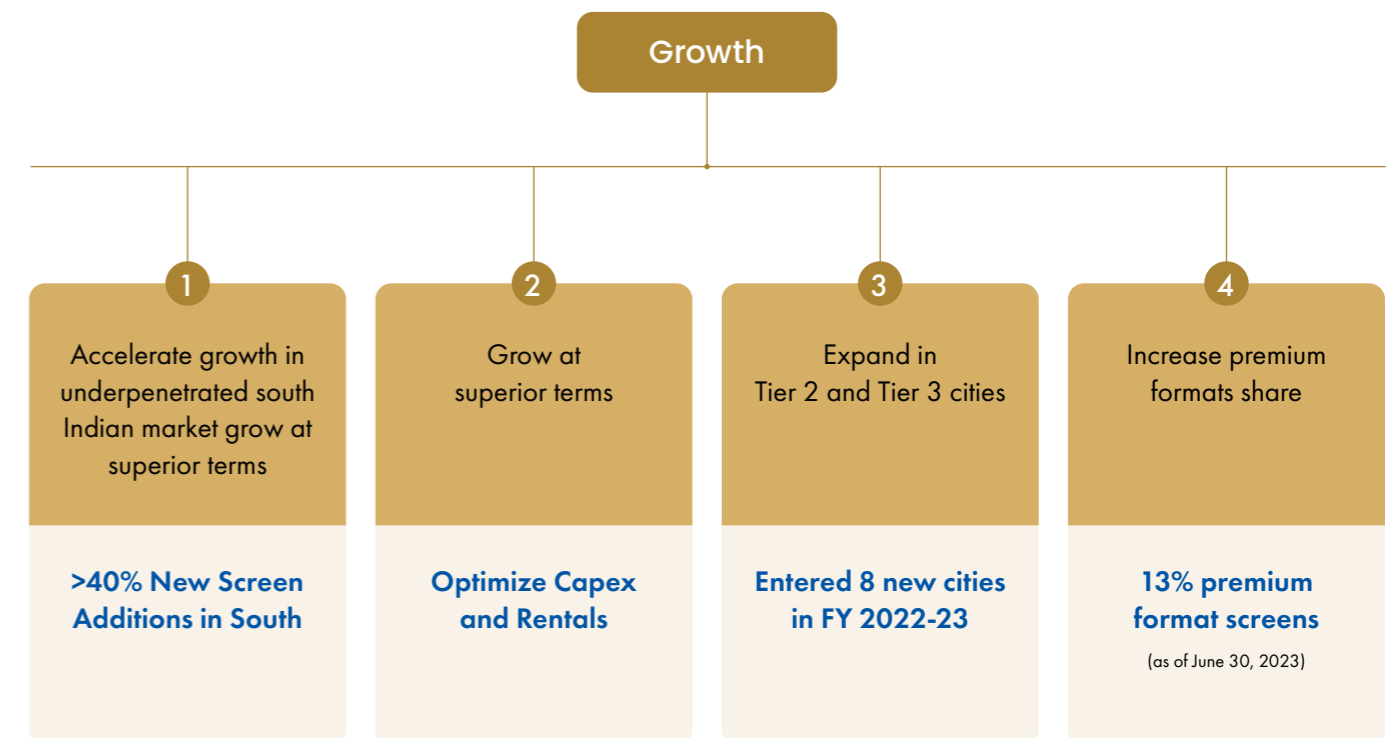 Growth
1
Accelerate growth in
underpenetrated south
Indian market grow at
superior terms
>40% New Screen
Additions in South
2
Grow at
superior terms
Optimize Capex
and Rentals
3
Expand in
Tier 2 and Tier 3 cities
Entered 8 new cities
in FY 2022-23
4
Increase premium
formats share
13% premium
format screens
(as of June 30, 2023)